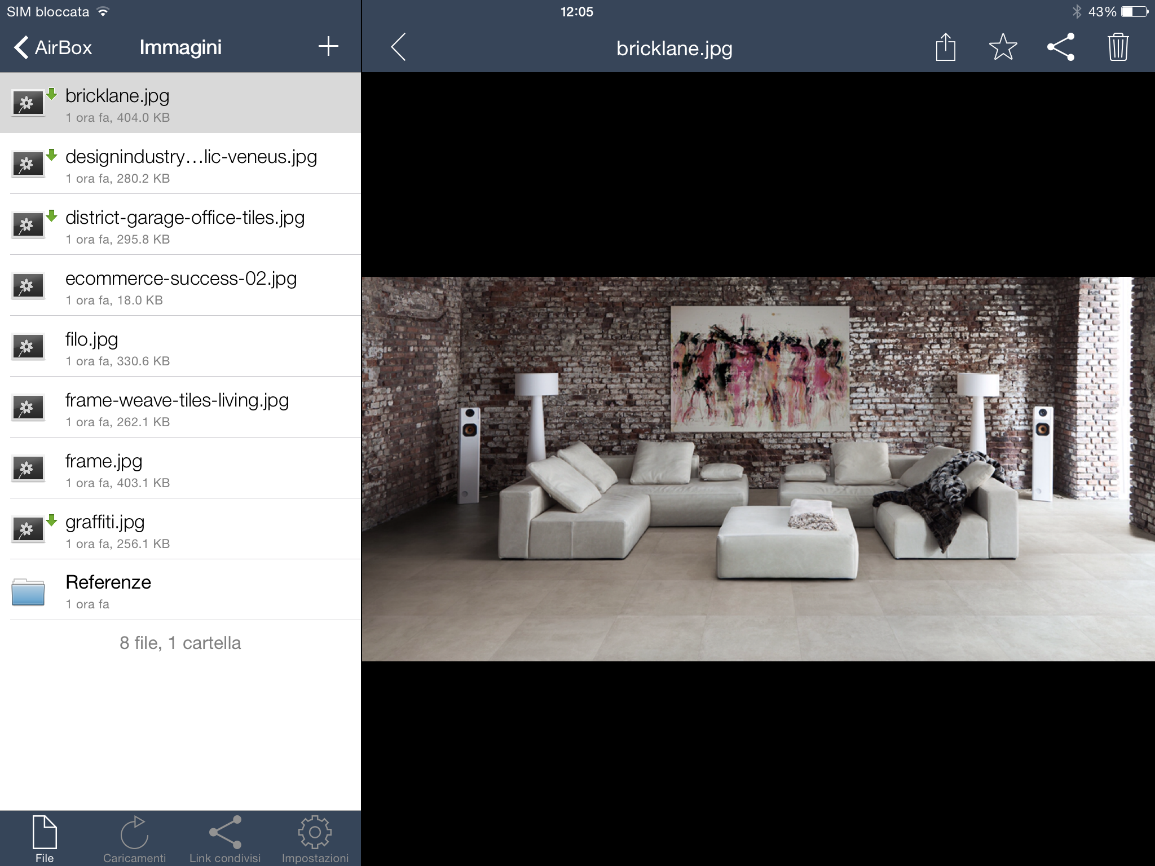 SIM bloccata
12:05
43%
AirBox
Immagini
bricklane.jpg
bricklane.jpg
1 ora fa, 404.0 KB
designindustry…lic-veneus.jpg
1 ora fa, 280.2 KB
district-garage-office-tiles.jpg
1 ora fa, 295.8 KB
ecommerce-success-02.jpg
1 ora fa, 18.0 KB
filo.jpg
1 ora fa, 330.6 KB
frame-weave-tiles-living.jpg
1 ora fa, 262.1 KB
frame.jpg
1 ora fa, 403.1 KB
graffiti.jpg
1 ora fa, 256.1 KB
Referenze
1 ora fa
8 file, 1 cartella
File
Caricamenti
Link condivisi
Impostazioni